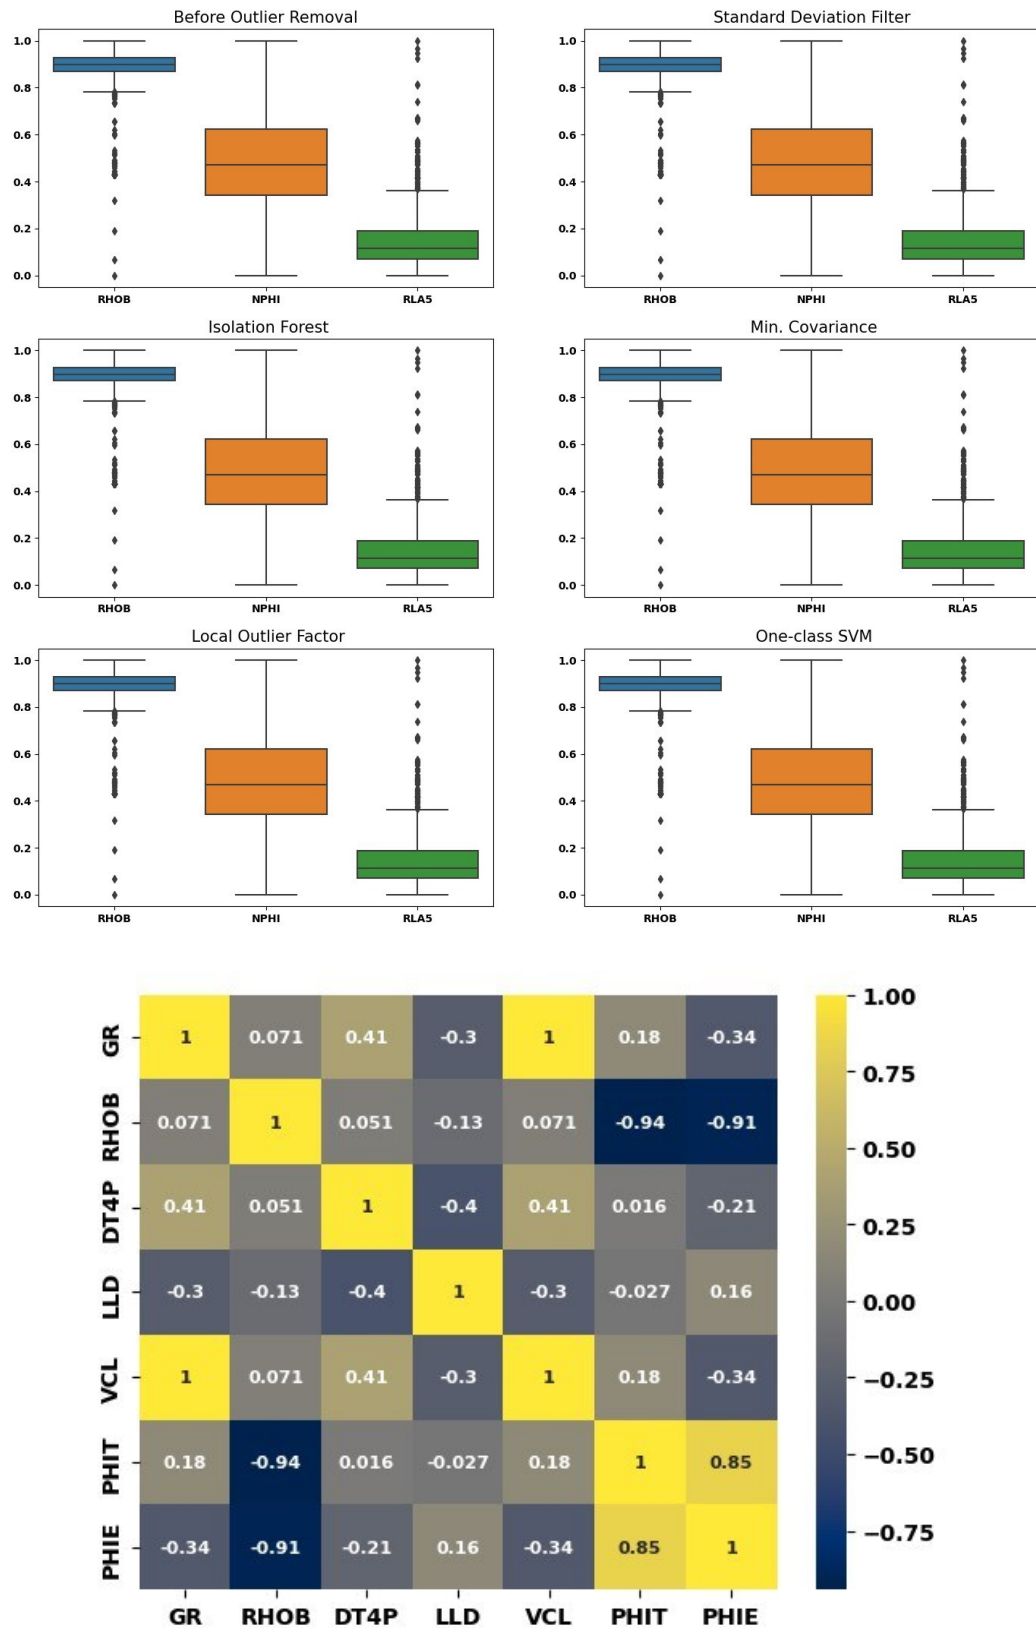 Before Outlier Removal
Standard Deviation Filter
1.0
0.8
0.6
0.4
0.2
0.0
RHOB NPHI RLA5
1.0
0.8
0.6
0.4
0.2
0.0
RHOB NPHI RLA5
Isolation Forest
Min. Covariance
1.0
0.8
0.6
0.4
0.2
0.0
RHOB NPHI RLA5
1.0
0.8
0.6
0.4
0.2
0.0
RHOB NPHI RLA5
Local Outlier Factor
One-class SVM
1.0
0.8
0.6
0.4
0.2
0.0
RHOB NPHI RLA5
1.0
0.8
0.6
0.4
0.2
0.0
RHOB NPHI RLA5
GR 1 0.071 0.41 -0.3 1 0.18 -0.34
RHOB 0.071 1 0.051 -0.13 0.071 -0.94 -0.91
DT4P 0.41 0.051 1 -0.4 0.41 0.016 -0.21
LLD -0.3 -0.13 -0.4 1 -0.3 -0.027 0.16
VCL 1 0.071 0.41 -0.3 1 0.18 -0.34
PHIT 0.18 -0.94 0.016 -0.027 0.18 1 0.85
PHIE -0.34 -0.91 -0.21 0.16 -0.34 0.85 1
GR RHOB DT4P LLD VCL PHIT PHIE
1.00
0.75
0.50
0.25
0.00
−0.25
−0.50
−0.75